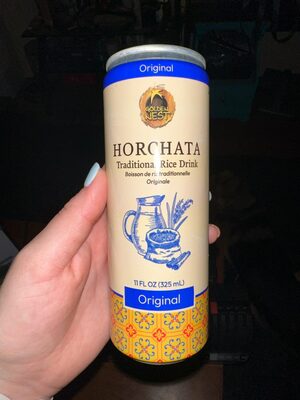 Original
GOLDEN
NEST
HORCHATA
Traditional Rice Drink
Boisson de riz traditionnelle
Originale
11 FL OZ (325 mL)
Original